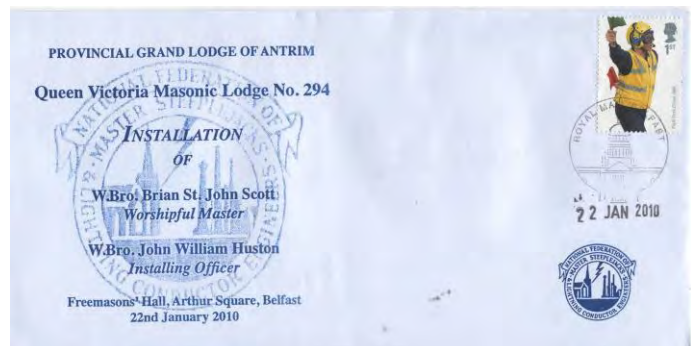 PROVINCIAL GRAND LODGE OF ANTRIM
Queen Victoria Masonic Lodge No. 294
INSTALLATION
OF
W.Bro. Brian St. John Scott
Worshipful Master
W.Bro. John William Huston
Installing Officer
Freemasons' Hall, Arthur Square, Belfast
22nd January 2010
NATIONAL FEDERATION OF
MASTER STEEPLEJACKS
& LIGHTNING CONDUCTOR ENGINEERS
1st
ROYAL MAIL BELFAST
22 JAN 2010
NATIONAL FEDERATION OF
MASTER STEEPLEJACKS
& LIGHTNING CONDUCTOR ENGINEERS